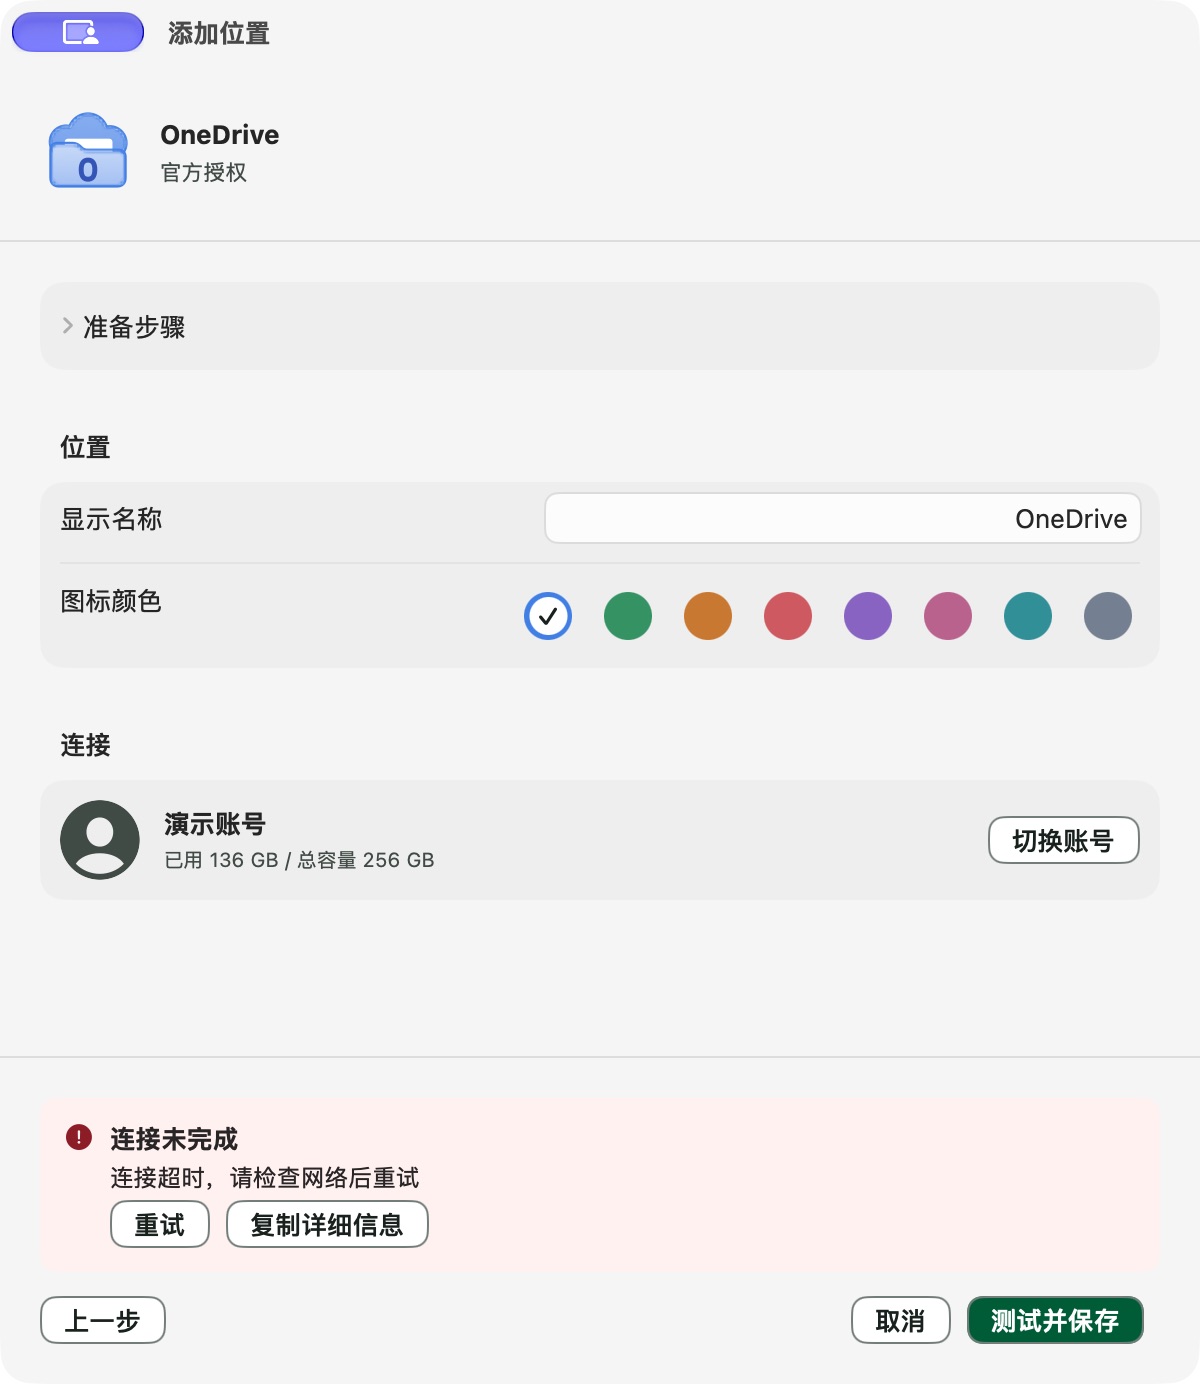 添加位置
OneDrive
官方授权
准备步骤
位置
显示名称
OneDrive
图标颜色
连接
演示账号
已用 136 GB / 总容量 256 GB
切换账号
连接未完成
连接超时，请检查网络后重试
重试
复制详细信息
上一步
取消
测试并保存